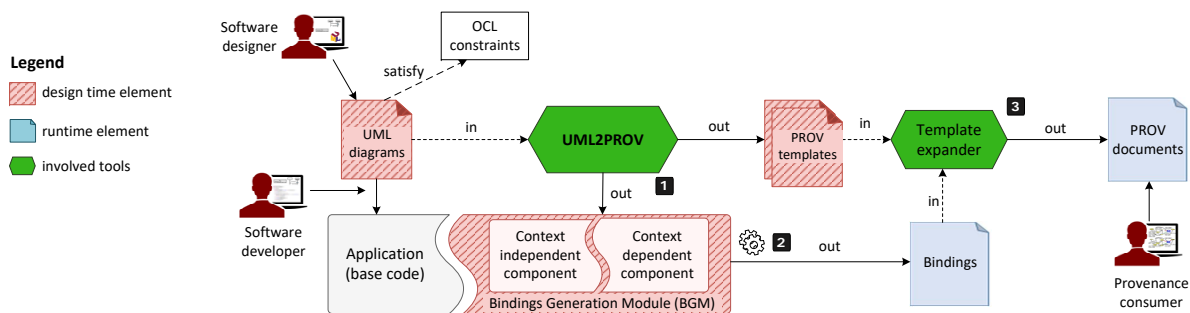 Software
designer
OCL
constraints
satisfy
Legend
design time element
runtime element
involved tools
UML
diagrams
in
UML2PROV
out
PROV
templates
in
Template
expander
3
out
PROV
documents
1
out
in
Software
developer
Application
(base code)
Context
independent
component
Context
dependent
component
Bindings Generation Module (BGM)
2
out
Bindings
Provenance
consumer